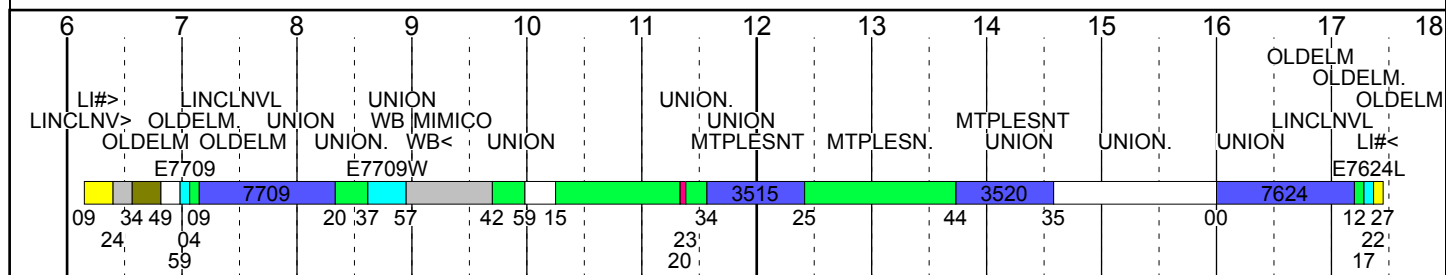 6 7 8 9 10 11 12 13 14 15 16 17 18
OLDELM
OLDELM.
LI#> LINCLNVL UNION UNION. OLDELM
LINCLNV> OLDELM. UNION WB MIMICO UNION MTPLESNT LINCLNVL
OLDELM OLDELM UNION. WB< UNION MTPLESNT MTPLESN. UNION UNION. UNION LI#<
E7709 E7709W E7624L
7709 3515 3520 7624
09 34 49 09 20 37 57 42 59 15 34 25 44 35 00 12 27
24 04 23 22
59 20 17